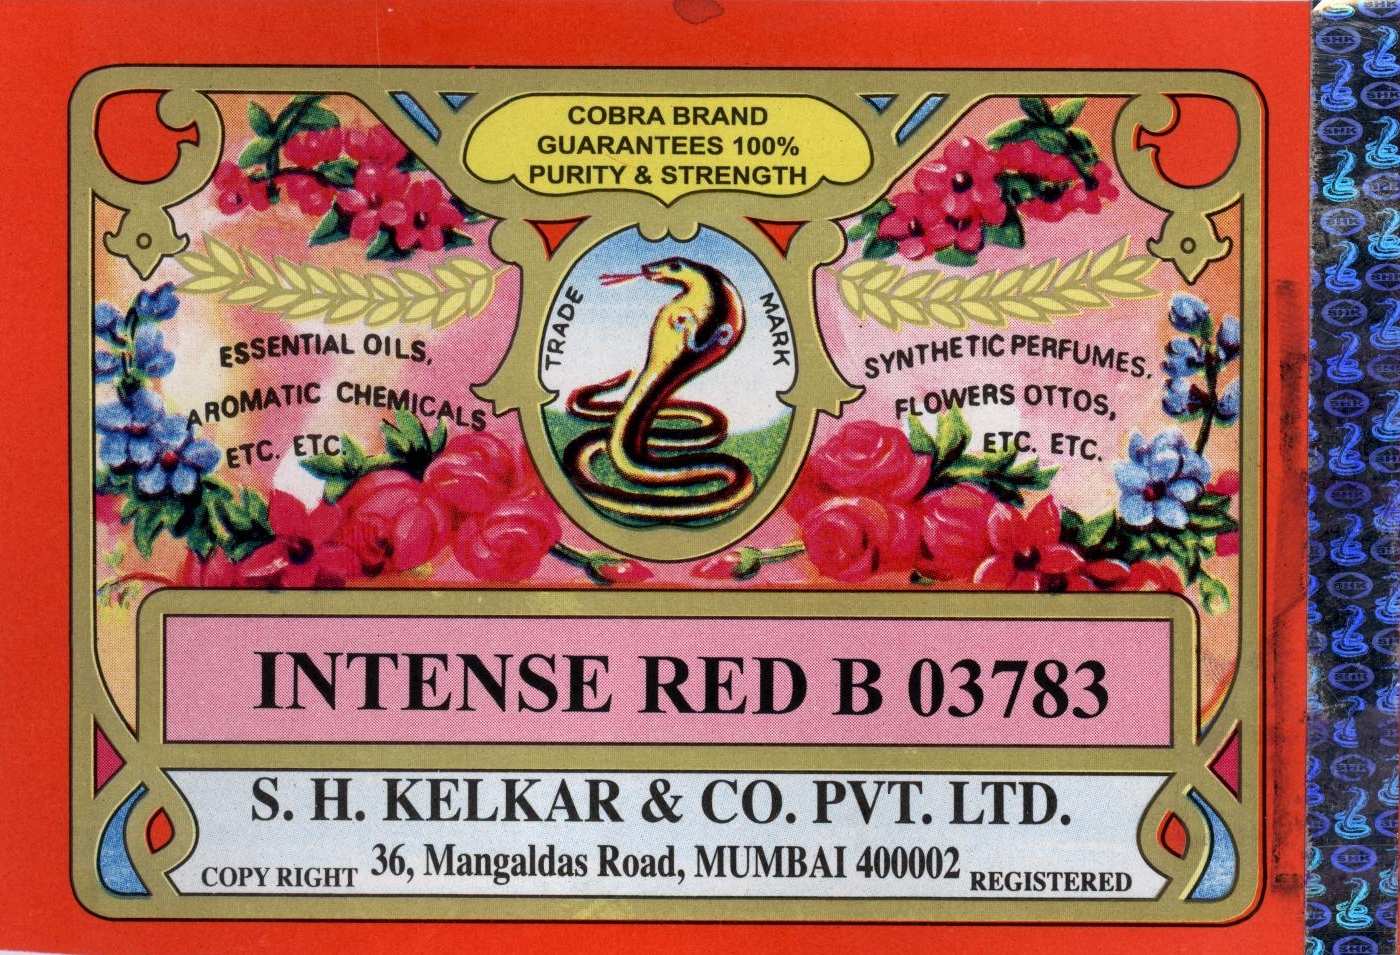 COBRA BRAND
GUARANTEES 100%
PURITY & STRENGTH
TRADE MARK
ESSENTIAL OILS,
AROMATIC CHEMICALS
ETC. ETC.
SYNTHETIC PERFUMES.
FLOWERS OTTOS,
ETC. ETC.
INTENSE RED B 03783
S. H. KELKAR & CO. PVT. LTD.
36, Mangaldas Road, MUMBAI 400002
COPY RIGHT
REGISTERED
SHK